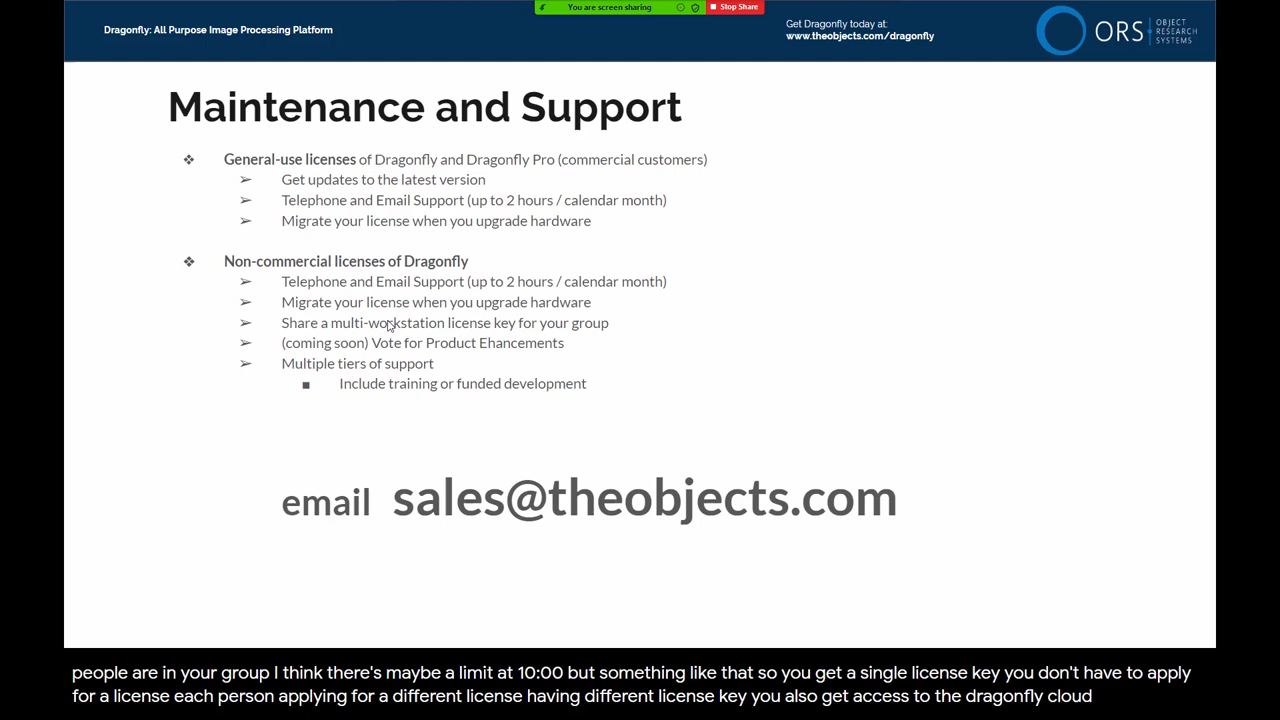 You are screen sharing
Stop Share
Dragonfly: All Purpose Image Processing Platform
Get Dragonfly today at:
www.theobjects.com/dragonfly
ORS
OBJECT
RESEARCH
SYSTEMS
Maintenance and Support
❖ General-use licenses of Dragonfly and Dragonfly Pro (commercial customers)
➢ Get updates to the latest version
➢ Telephone and Email Support (up to 2 hours / calendar month)
➢ Migrate your license when you upgrade hardware
❖ Non-commercial licenses of Dragonfly
➢ Telephone and Email Support (up to 2 hours / calendar month)
➢ Migrate your license when you upgrade hardware
➢ Share a multi-workstation license key for your group
➢ (coming soon) Vote for Product Ehancements
➢ Multiple tiers of support
■ Include training or funded development
email sales@theobjects.com
people are in your group I think there's maybe a limit at 10:00 but something like that so you get a single license key you don't have to apply
for a license each person applying for a different license having different license key you also get access to the dragonfly cloud